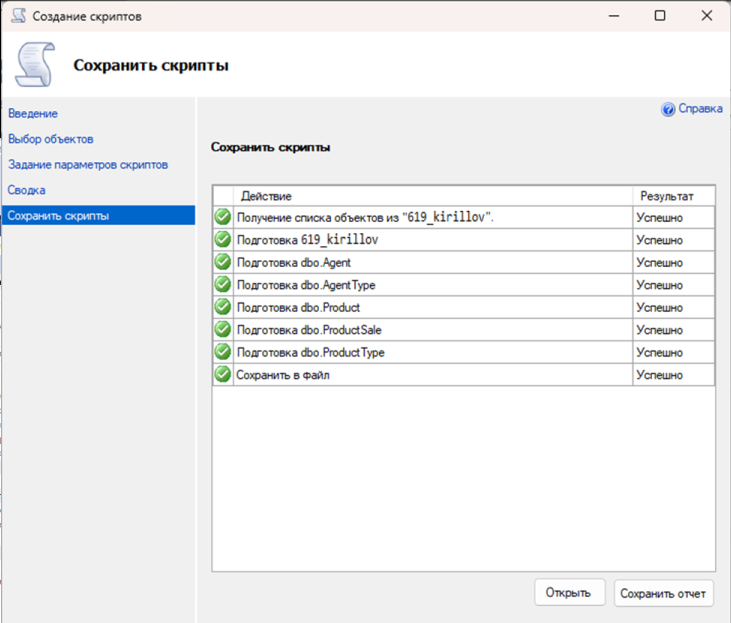 Создание скриптов
Сохранить скрипты
Введение
Выбор объектов
Задание параметров скриптов
Сводка
Сохранить скрипты
Справка
Сохранить скрипты
Действие Результат
Получение списка объектов из "619_kirillov". Успешно
Подготовка 619_kirillov Успешно
Подготовка dbo.Agent Успешно
Подготовка dbo.AgentType Успешно
Подготовка dbo.Product Успешно
Подготовка dbo.ProductSale Успешно
Подготовка dbo.ProductType Успешно
Сохранить в файл Успешно
Открыть Сохранить отчет